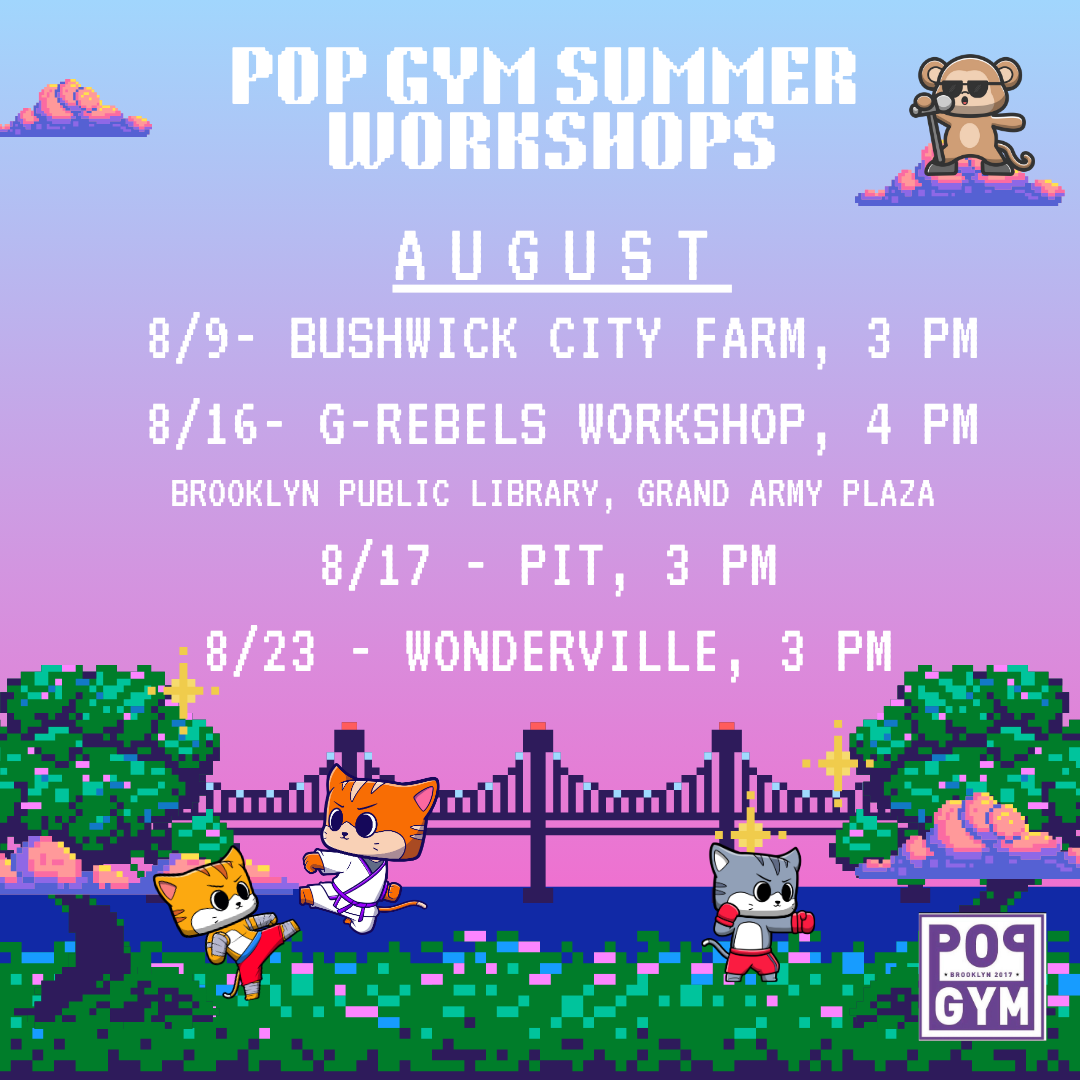 POP GYM SUMMER
WORKSHOPS
AUGUST
8/9- BUSHWICK CITY FARM, 3 PM
8/16- G-REBELS WORKSHOP, 4 PM
BROOKLYN PUBLIC LIBRARY, GRAND ARMY PLAZA
8/17 - PIT, 3 PM
8/23 - WONDERVILLE, 3 PM
POP
• BROOKLYN 2017 •
GYM